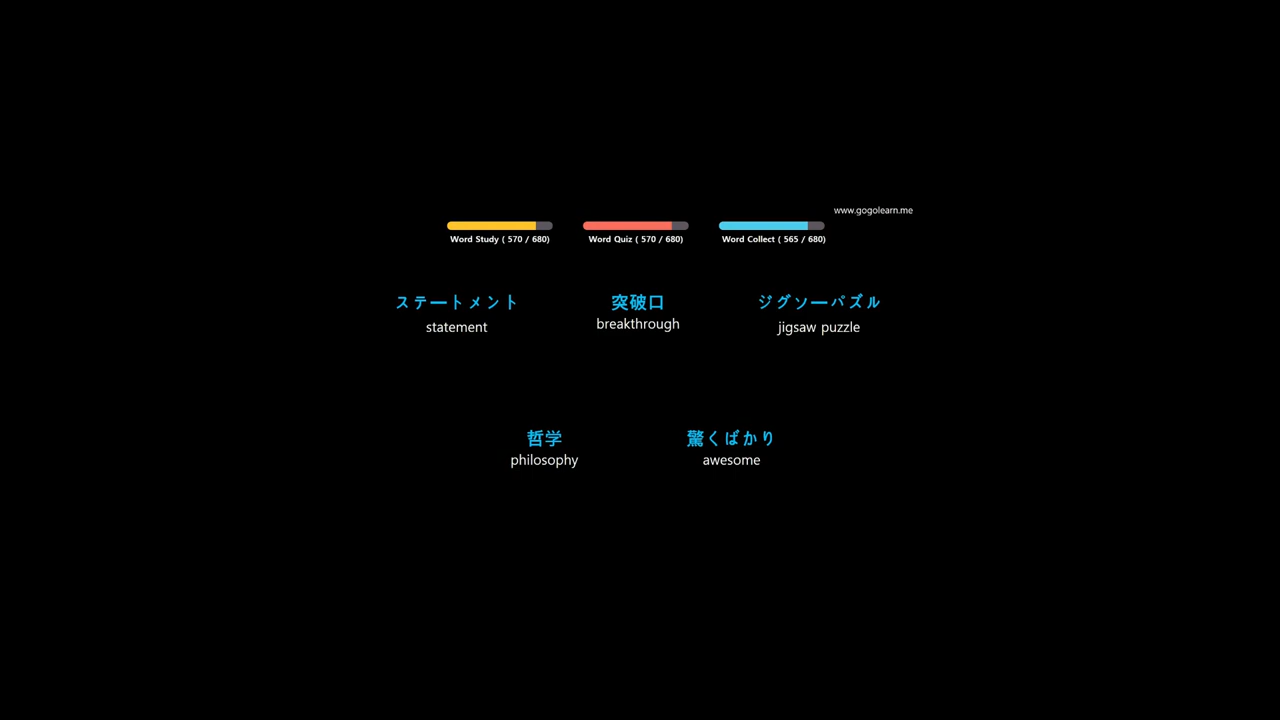 www.gogolearn.me
Word Study ( 570 / 680)
Word Quiz ( 570 / 680)
Word Collect ( 565 / 680)
ステートメント
statement
突破口
breakthrough
ジグソーパズル
jigsaw puzzle
哲学
philosophy
驚くばかり
awesome